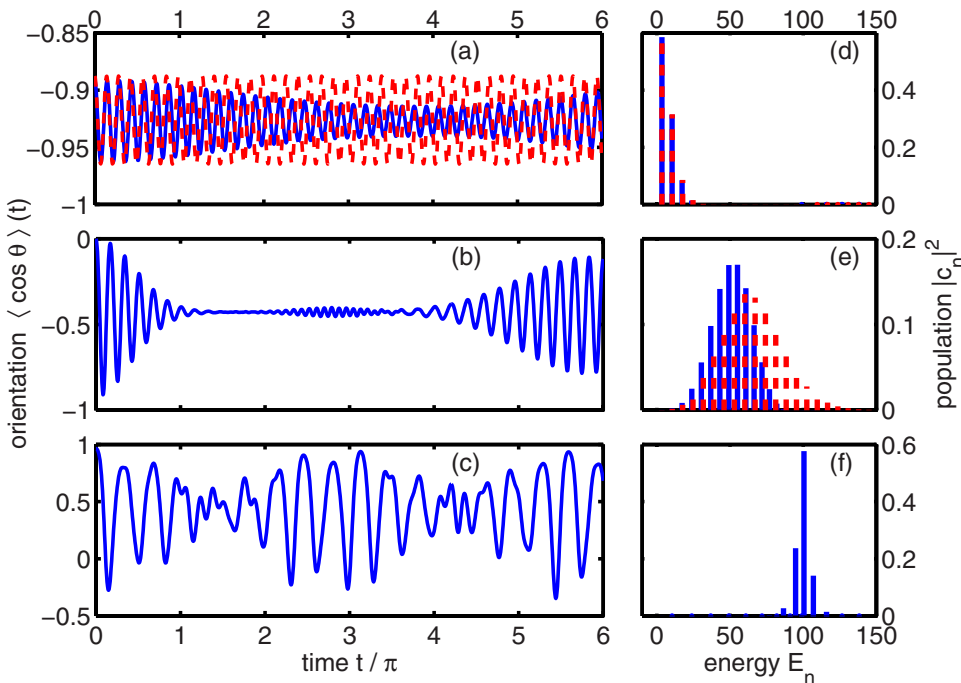 0 1 2 3 4 5 6
0 50 100 150
−0.85
−0.9
−0.95
−1
(a)
(d)
0.4
0.2
0
0
−0.5
−1
(b)
(e)
0.2
0.1
0
1
0.5
0
−0.5
(c)
(f)
0.6
0.4
0.2
0
0 1 2 3 4 5 6
0 50 100 150
time t / π
energy E_n
orientation ⟨ cos θ ⟩ (t)
population |c_n|^2